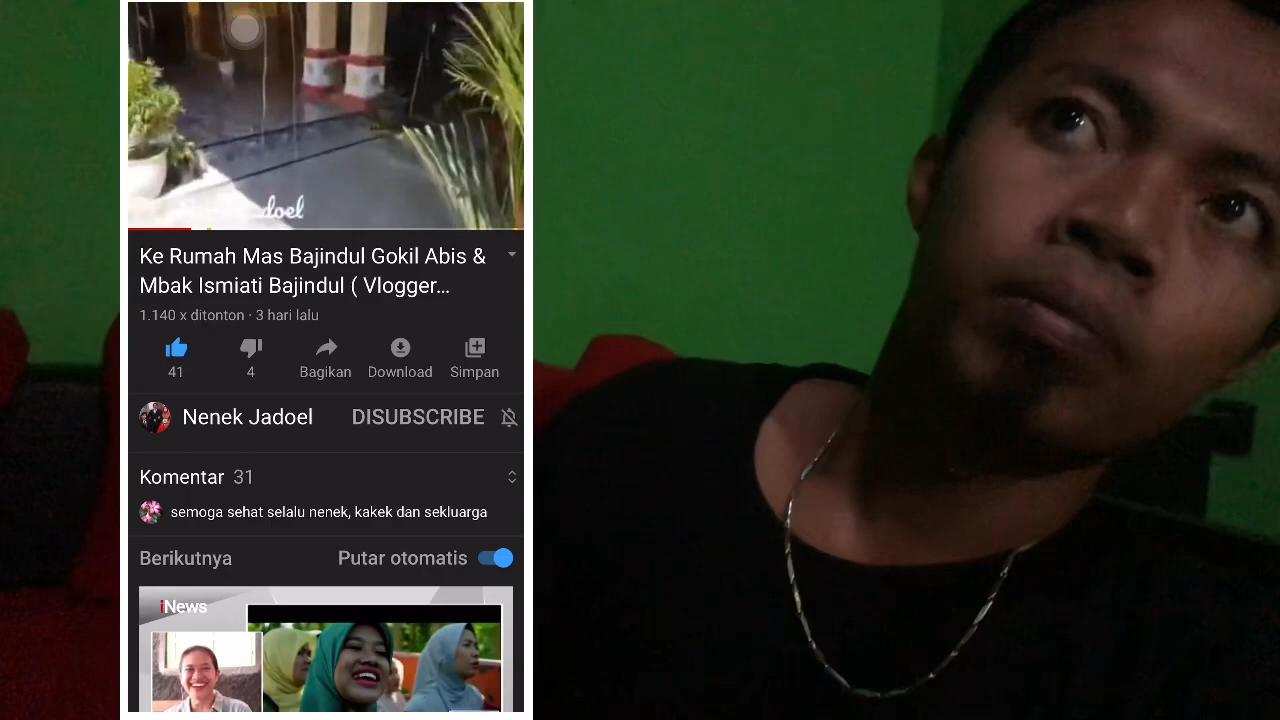 doel
Ke Rumah Mas Bajindul Gokil Abis &
Mbak Ismiati Bajindul ( Vlogger...
1.140 x ditonton · 3 hari lalu
41
4
Bagikan
Download
Simpan
Nenek Jadoel
DISUBSCRIBE
Komentar 31
semoga sehat selalu nenek, kakek dan sekluarga
Berikutnya
Putar otomatis
iNews